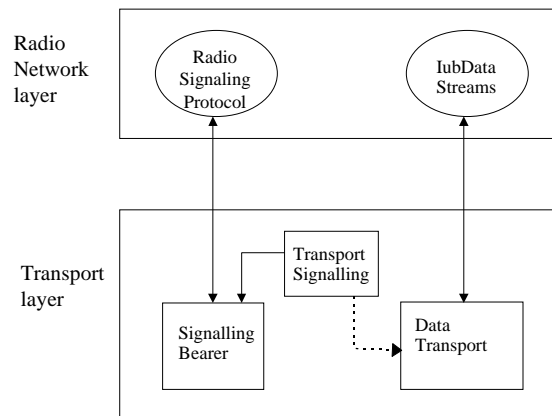 Radio
Network
layer
Radio
Signaling
Protocol
IubData
Streams
Transport
layer
Transport
Signalling
Signalling
Bearer
Data
Transport